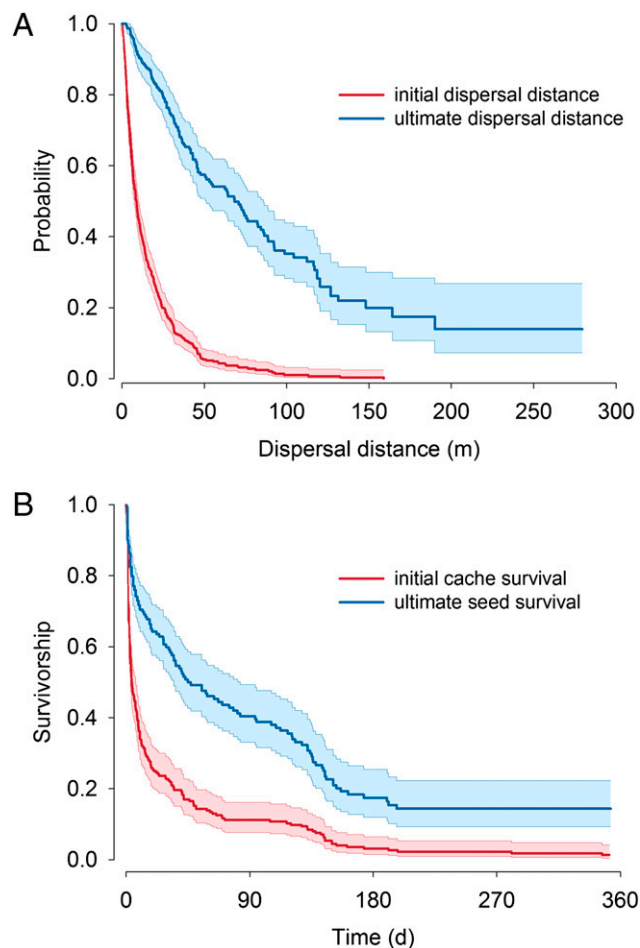 A
1.0
0.8
0.6
0.4
0.2
0.0
Probability
initial dispersal distance
ultimate dispersal distance
0 50 100 150 200 250 300
Dispersal distance (m)
B
1.0
0.8
0.6
0.4
0.2
0.0
Survivorship
initial cache survival
ultimate seed survival
0 90 180 270 360
Time (d)